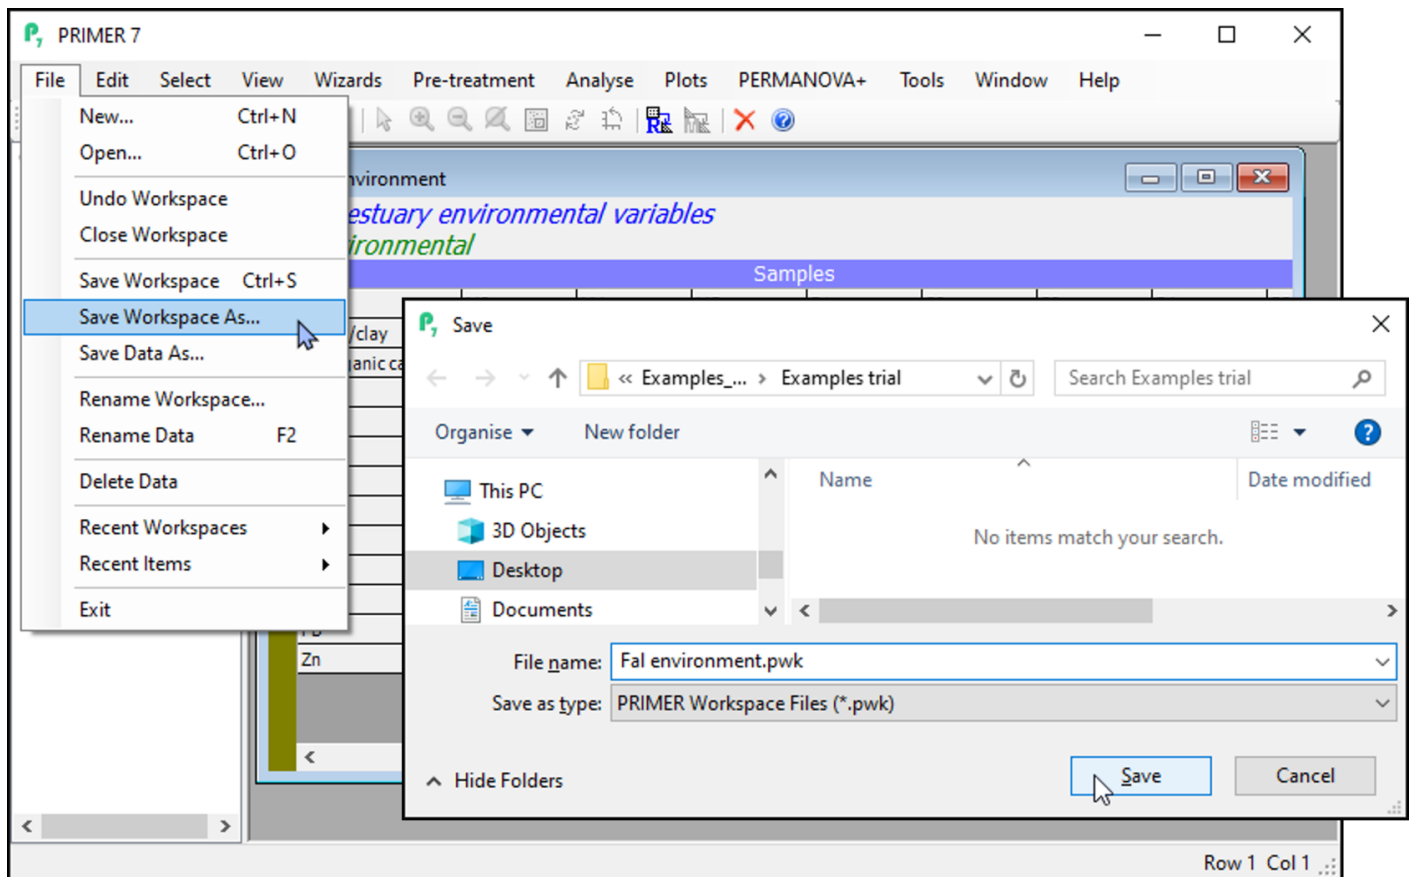 PRIMER 7
File Edit Select View Wizards Pre-treatment Analyse Plots PERMANOVA+ Tools Window Help
New... Ctrl+N
Open... Ctrl+O
Undo Workspace
Close Workspace
Save Workspace Ctrl+S
Save Workspace As...
Save Data As...
Rename Workspace...
Rename Data F2
Delete Data
Recent Workspaces
Recent Items
Exit
nvironment
estuary environmental variables
ironmental
Samples
/clay
anic ca
Zn
Save
« Examples_... › Examples trial
Search Examples trial
Organise New folder
This PC
3D Objects
Desktop
Documents
Name Date modified
No items match your search.
File name: Fal environment.pwk
Save as type: PRIMER Workspace Files (*.pwk)
Hide Folders
Save Cancel
Row 1 Col 1